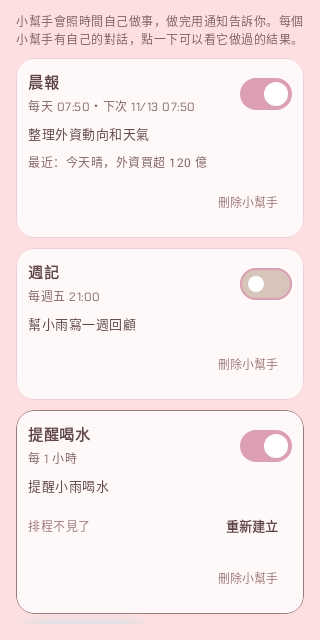 小幫手會照時間自己做事，做完用通知告訴你。每個
小幫手有自己的對話，點一下可以看它做過的結果。
晨報
每天 07:50・下次 11/13 07:50
整理外資動向和天氣
最近：今天晴，外資買超 120 億
刪除小幫手
週記
每週五 21:00
幫小雨寫一週回顧
刪除小幫手
提醒喝水
每 1 小時
提醒小雨喝水
排程不見了
重新建立
刪除小幫手